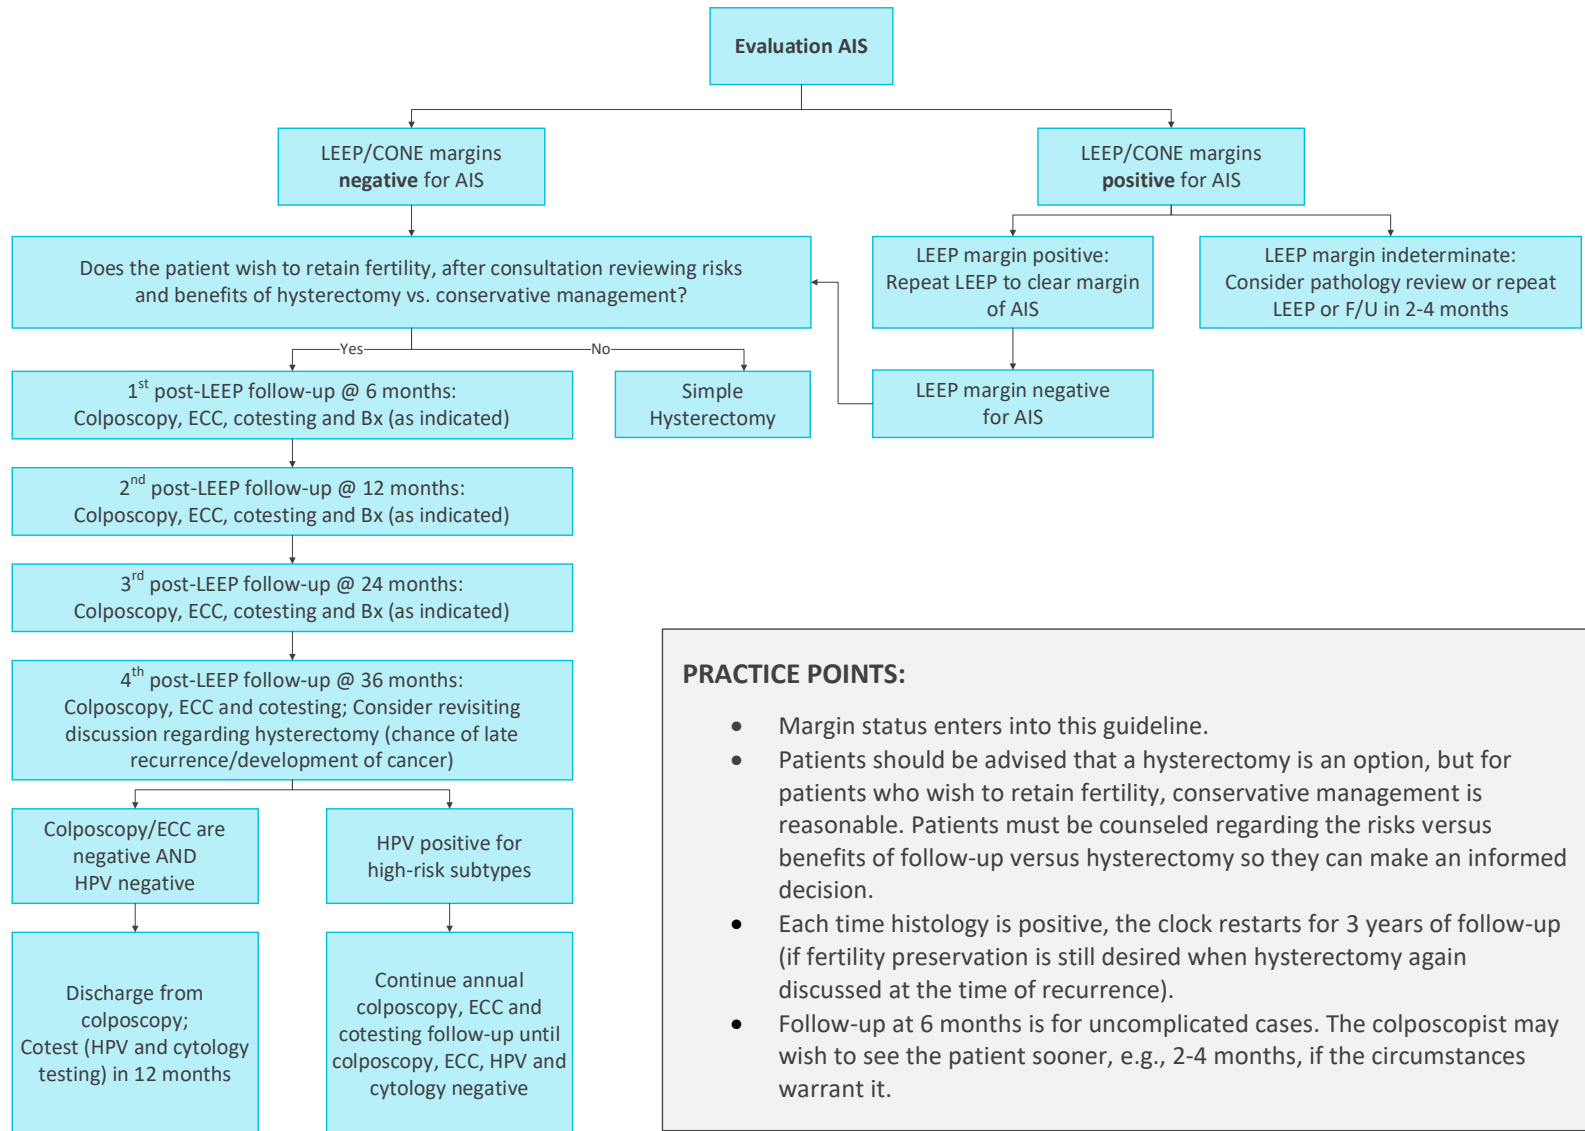 Evaluation AIS
LEEP/CONE margins
negative for AIS
LEEP/CONE margins
positive for AIS
Does the patient wish to retain fertility, after consultation reviewing risks
and benefits of hysterectomy vs. conservative management?
LEEP margin positive:
Repeat LEEP to clear margin
of AIS
LEEP margin indeterminate:
Consider pathology review or repeat
LEEP or F/U in 2-4 months
Yes
No
1st post-LEEP follow-up @ 6 months:
Colposcopy, ECC, cotesting and Bx (as indicated)
Simple
Hysterectomy
LEEP margin negative
for AIS
2nd post-LEEP follow-up @ 12 months:
Colposcopy, ECC, cotesting and Bx (as indicated)
3rd post-LEEP follow-up @ 24 months:
Colposcopy, ECC, cotesting and Bx (as indicated)
4th post-LEEP follow-up @ 36 months:
Colposcopy, ECC and cotesting; Consider revisiting
discussion regarding hysterectomy (chance of late
recurrence/development of cancer)
Colposcopy/ECC are
negative AND
HPV negative
HPV positive for
high-risk subtypes
Discharge from
colposcopy;
Cotest (HPV and cytology
testing) in 12 months
Continue annual
colposcopy, ECC and
cotesting follow-up until
colposcopy, ECC, HPV and
cytology negative
PRACTICE POINTS:
• Margin status enters into this guideline.
• Patients should be advised that a hysterectomy is an option, but for
patients who wish to retain fertility, conservative management is
reasonable. Patients must be counseled regarding the risks versus
benefits of follow-up versus hysterectomy so they can make an informed
decision.
• Each time histology is positive, the clock restarts for 3 years of follow-up
(if fertility preservation is still desired when hysterectomy again
discussed at the time of recurrence).
• Follow-up at 6 months is for uncomplicated cases. The colposcopist may
wish to see the patient sooner, e.g., 2-4 months, if the circumstances
warrant it.